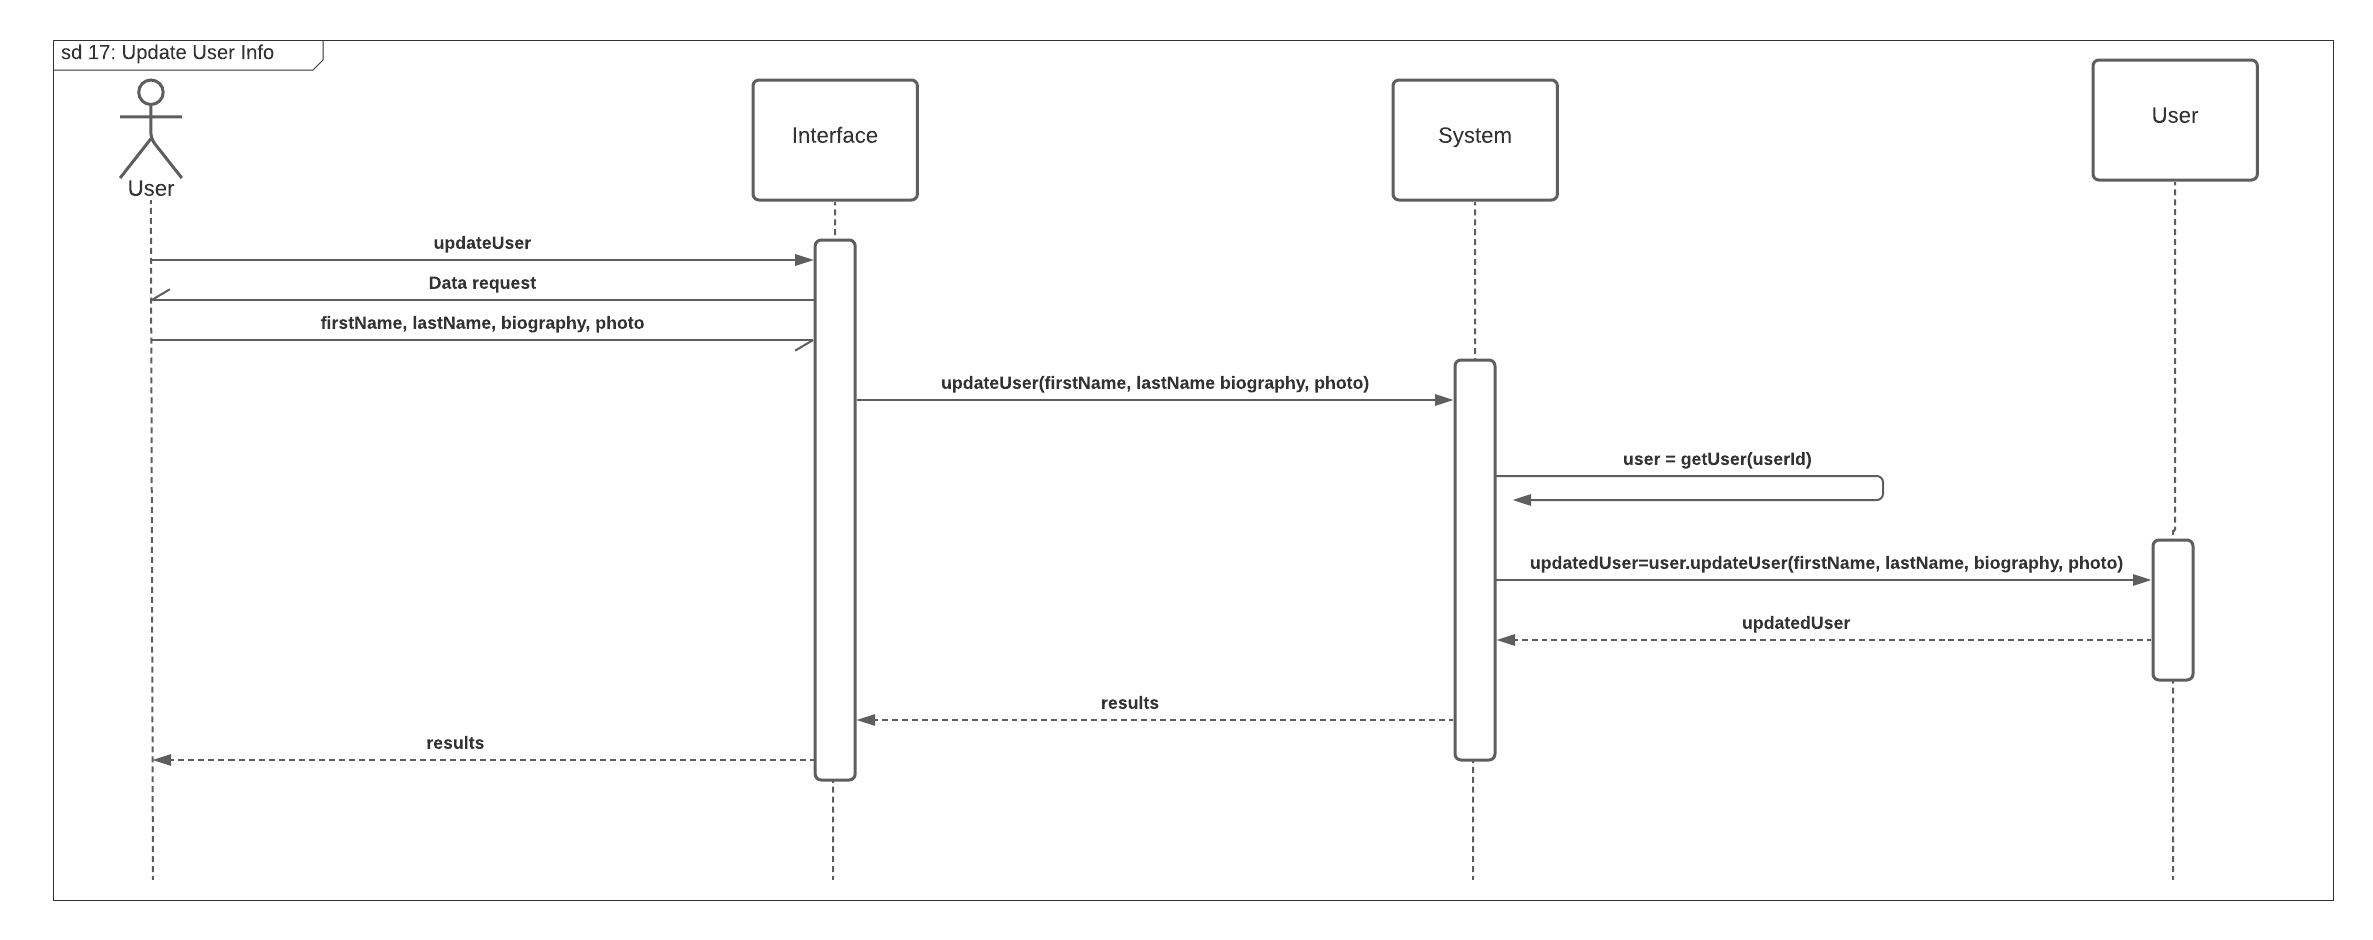 sd 17: Update User Info
User
Interface
System
User
updateUser
Data request
firstName, lastName, biography, photo
updateUser(firstName, lastName biography, photo)
user = getUser(userId)
updatedUser=user.updateUser(firstName, lastName, biography, photo)
updatedUser
results
results